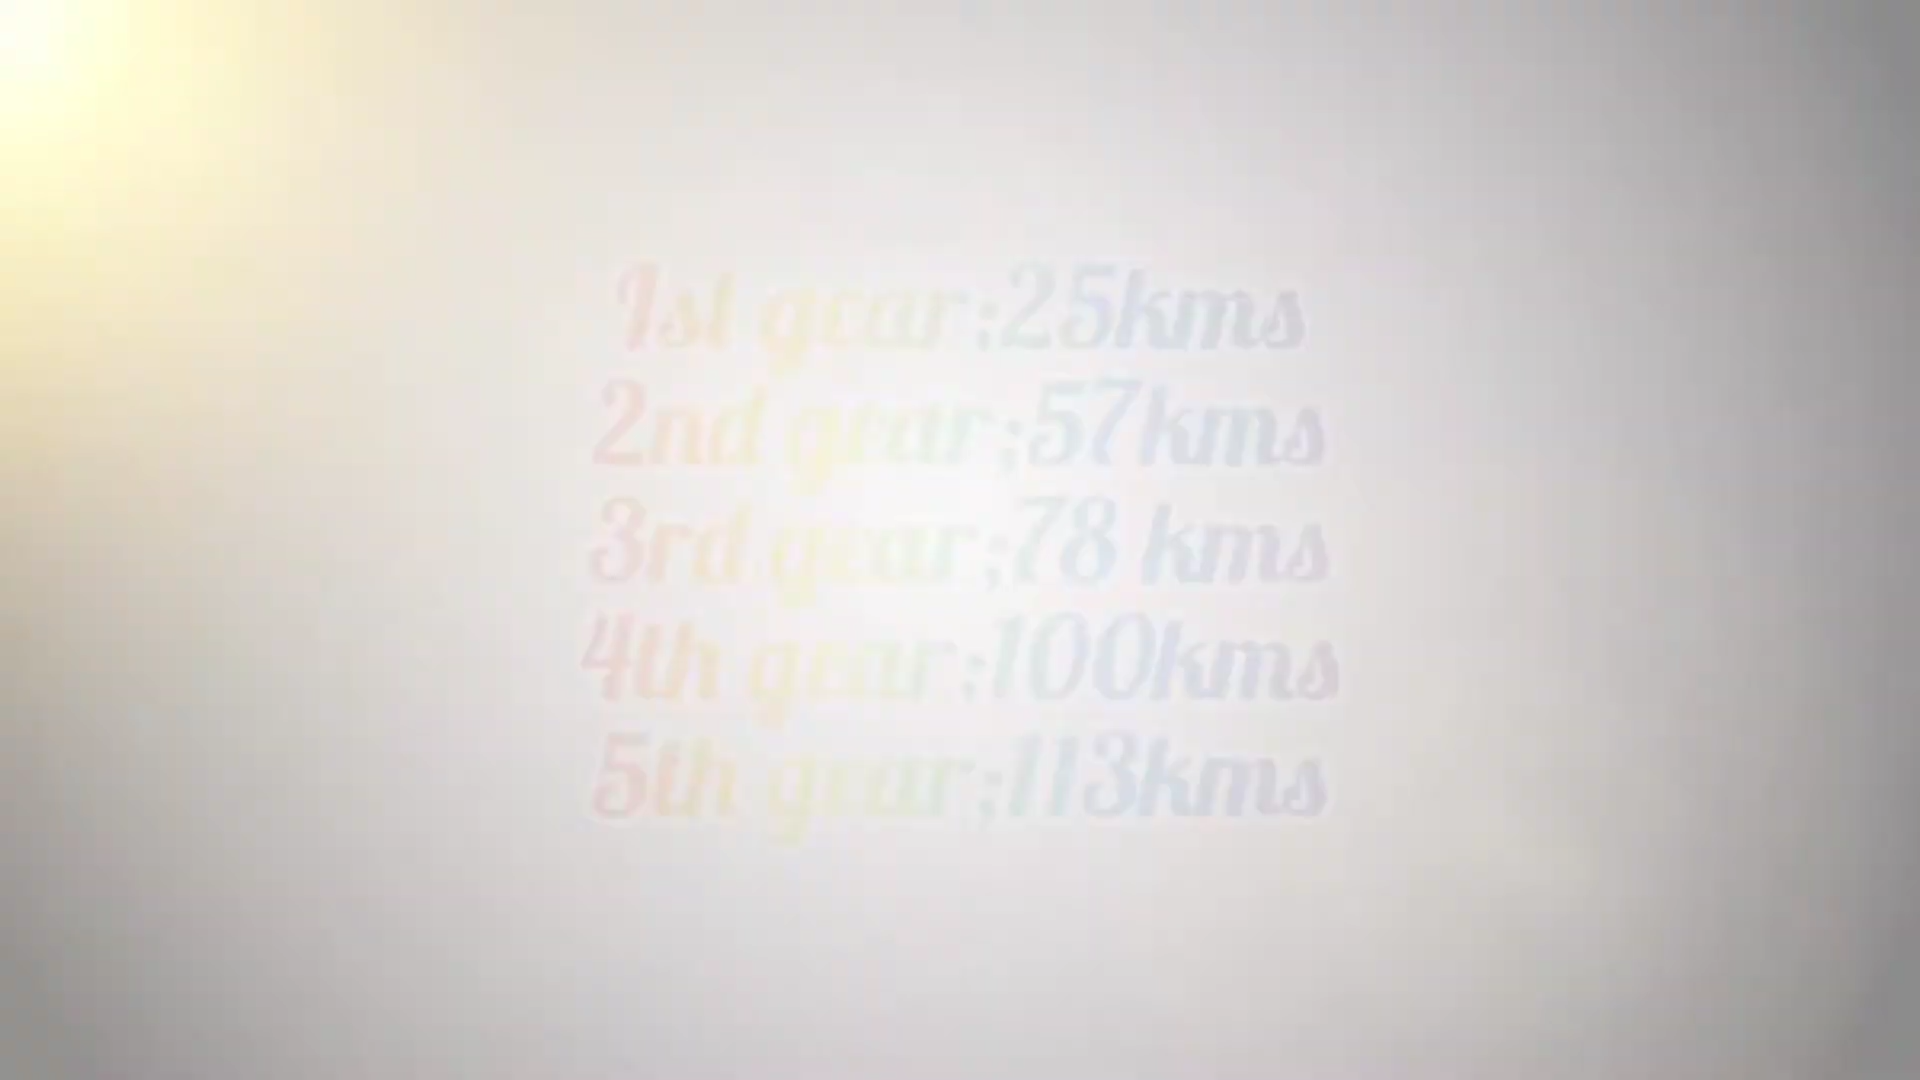 1st gear:25kms
2nd gear;57kms
3rd gear;78 kms
4th gear:100kms
5th gear;113kms